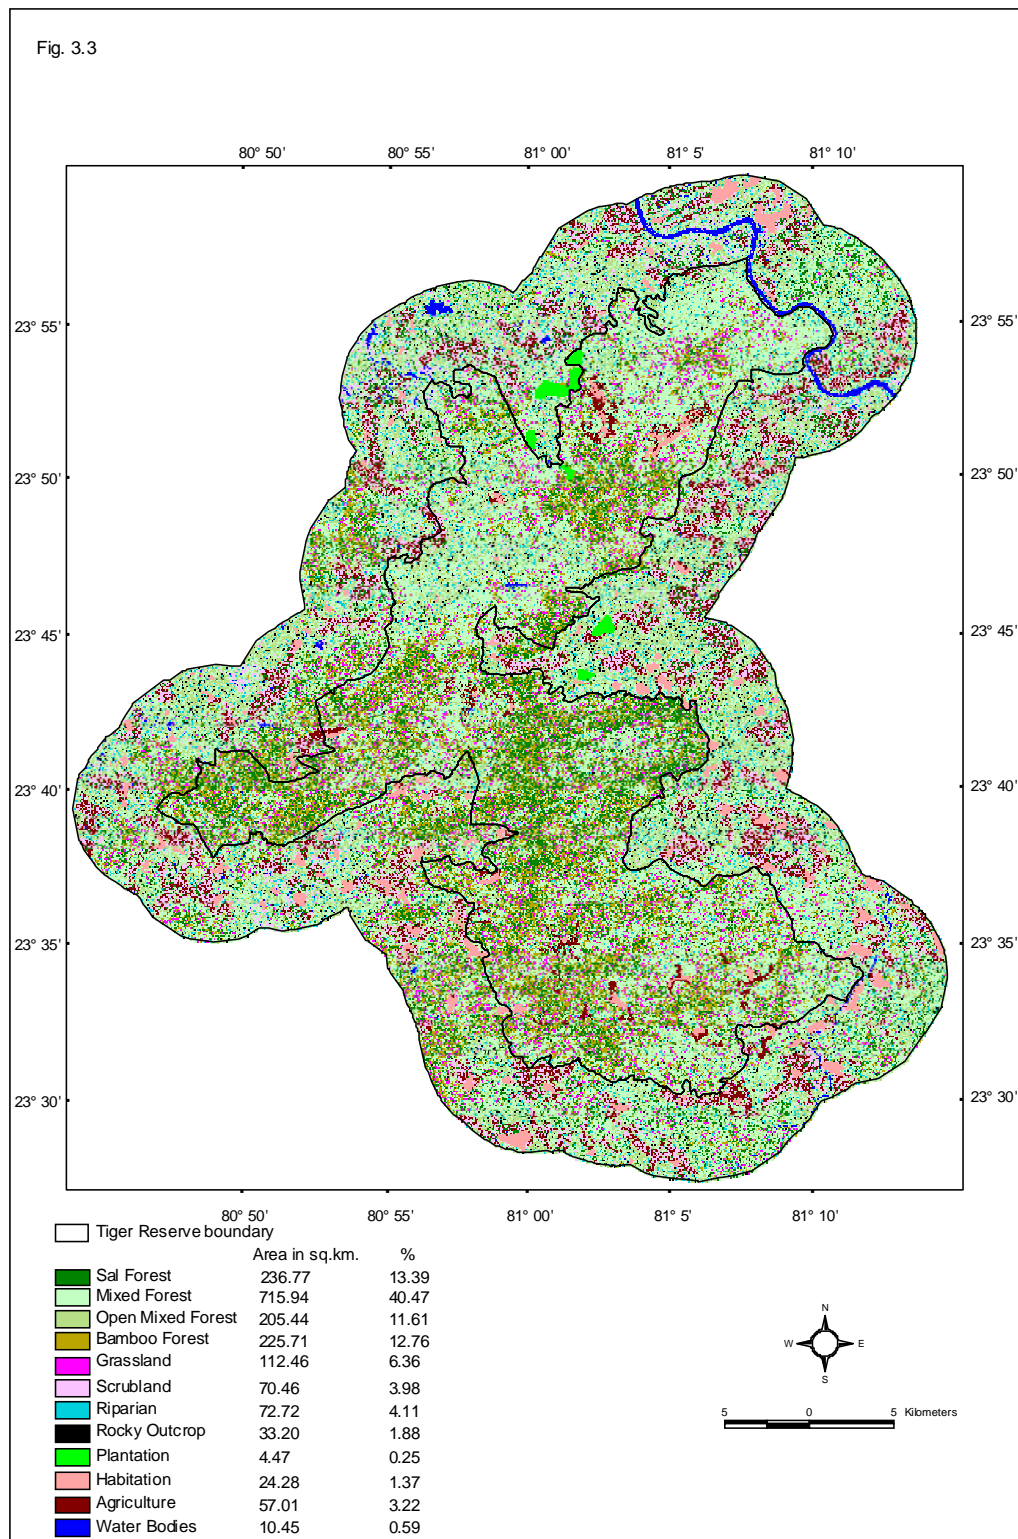 Fig. 3.3
80° 50' 80° 55' 81° 00' 81° 5' 81° 10'
23° 55' 23° 55'
23° 50' 23° 50'
23° 45' 23° 45'
23° 40' 23° 40'
23° 35' 23° 35'
23° 30' 23° 30'
80° 50' 80° 55' 81° 00' 81° 5' 81° 10'
Tiger Reserve boundary
Area in sq.km. %
Sal Forest 236.77 13.39
Mixed Forest 715.94 40.47
Open Mixed Forest 205.44 11.61
Bamboo Forest 225.71 12.76
Grassland 112.46 6.36
Scrubland 70.46 3.98
Riparian 72.72 4.11
Rocky Outcrop 33.20 1.88
Plantation 4.47 0.25
Habitation 24.28 1.37
Agriculture 57.01 3.22
Water Bodies 10.45 0.59
N
W E
S
5 0 5 Kilometers